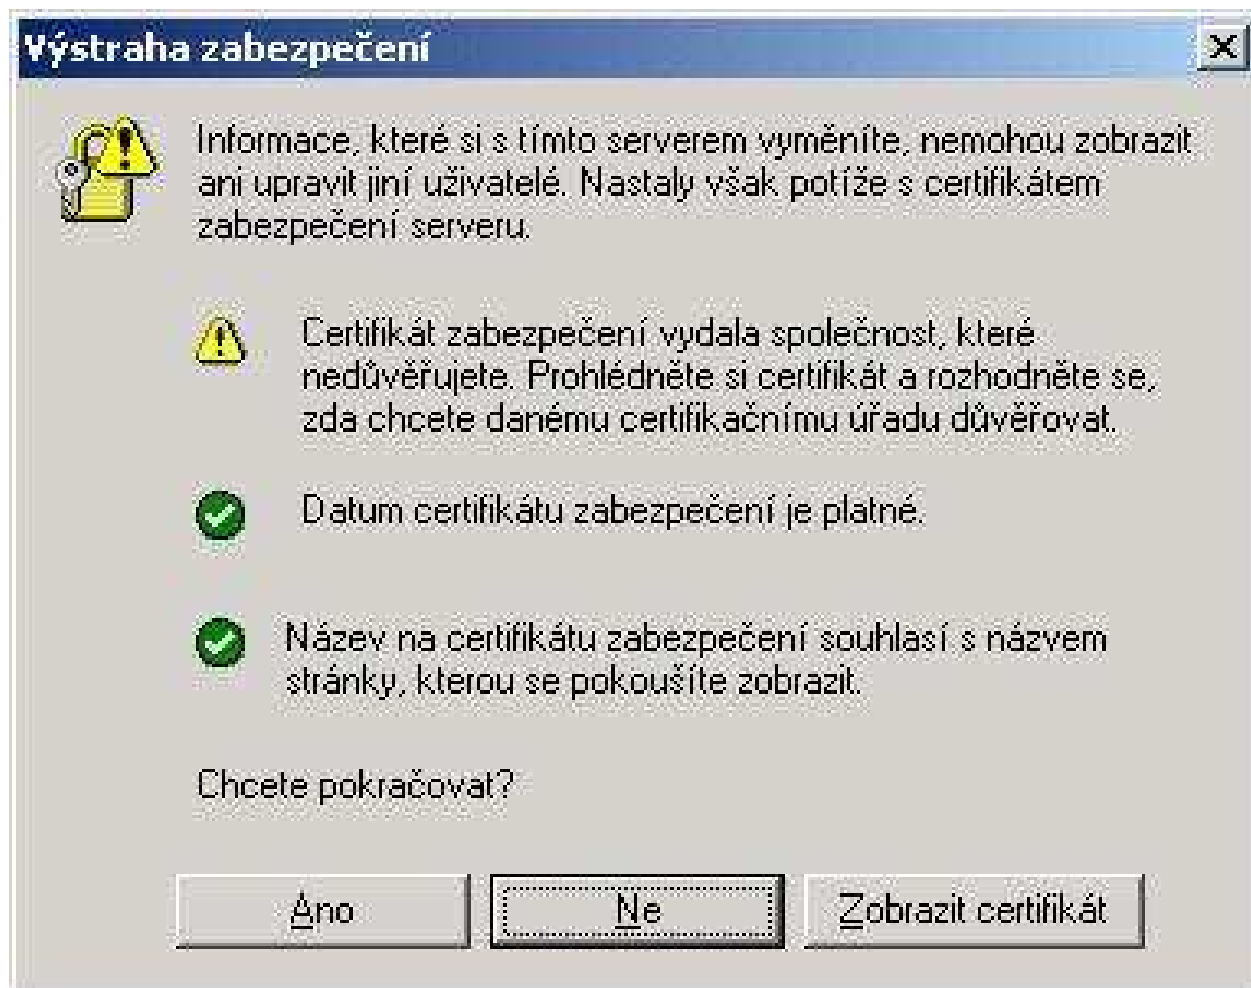 Výstraha zabezpečení
Informace, které si s tímto serverem vyměníte, nemohou zobrazit
ani upravit jiní uživatelé. Nastaly však potíže s certifikátem
zabezpečení serveru.
Certifikát zabezpečení vydala společnost, které
nedůvěřujete. Prohlédněte si certifikát a rozhodněte se,
zda chcete danému certifikačnímu úřadu důvěřovat.
Datum certifikátu zabezpečení je platné.
Název na certifikátu zabezpečení souhlasí s názvem
stránky, kterou se pokoušíte zobrazit.
Chcete pokračovat?
Ano Ne Zobrazit certifikát